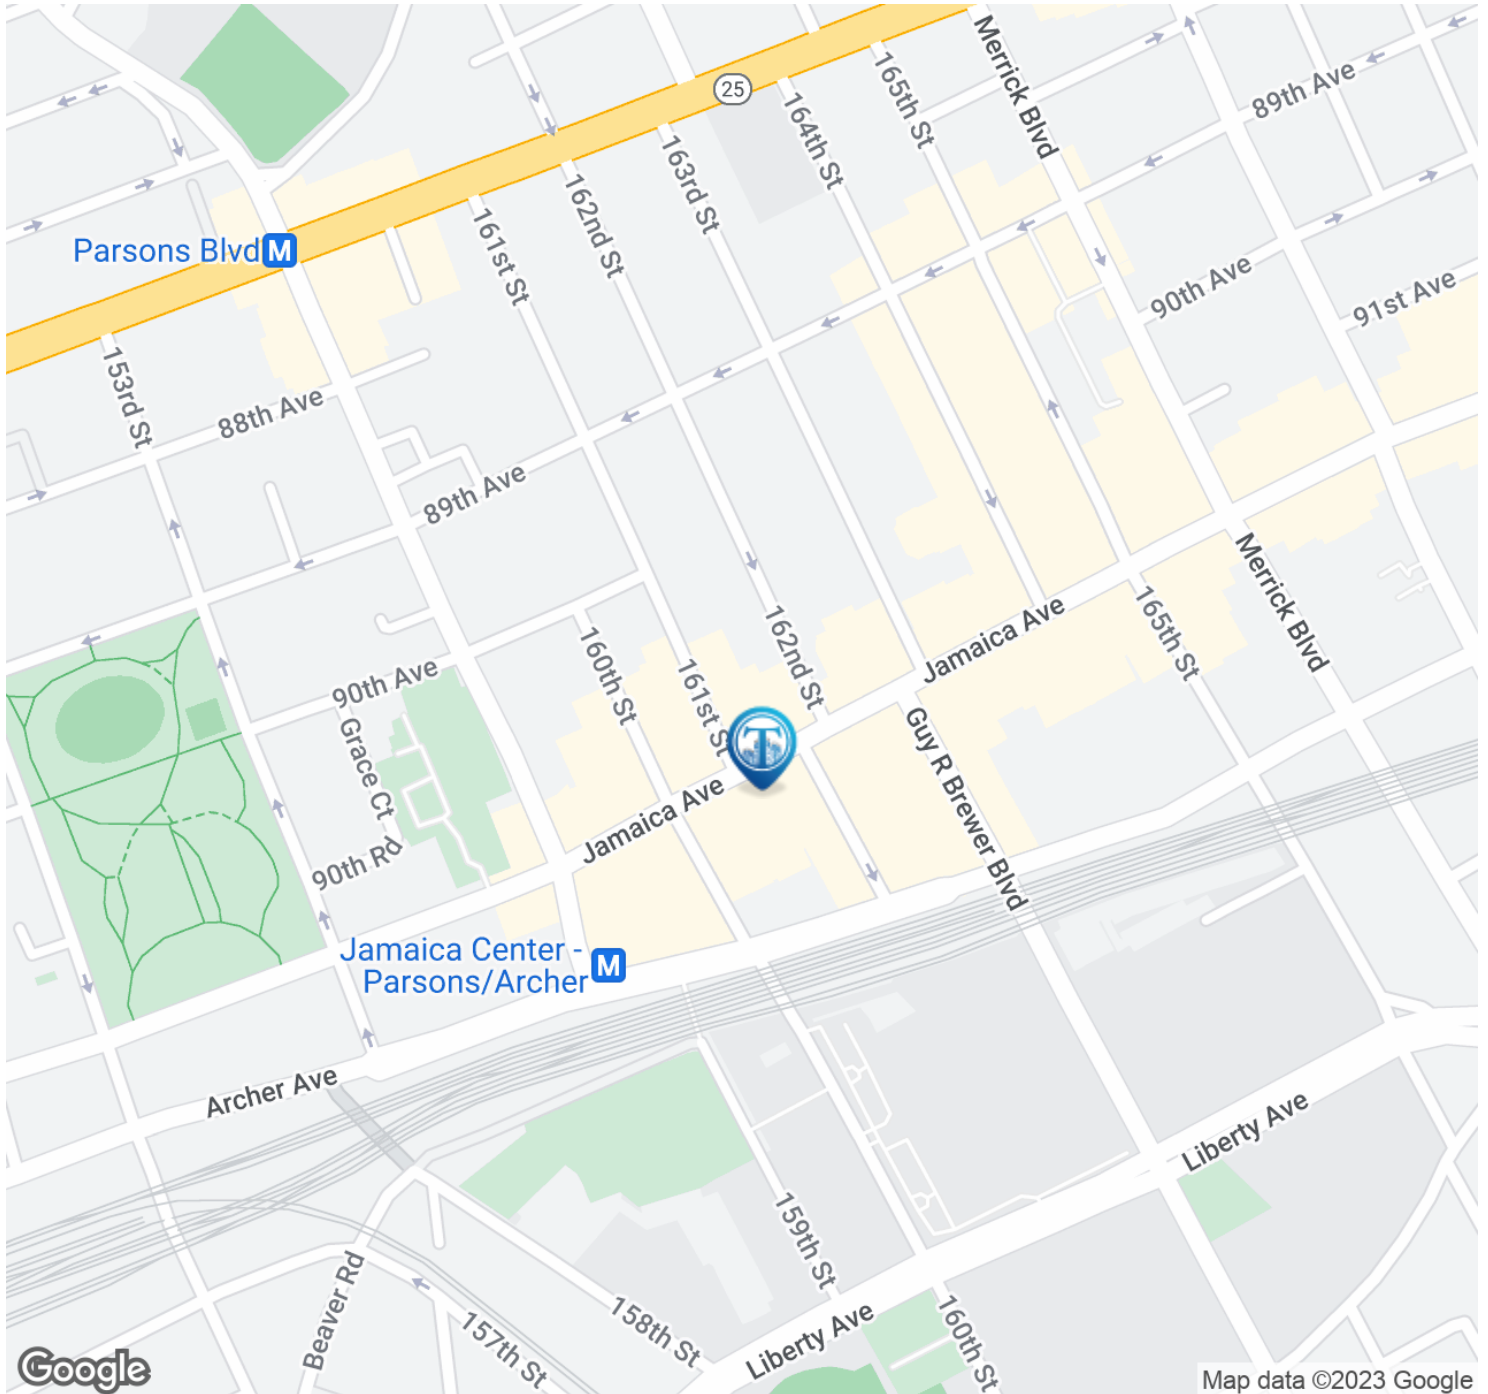 Merrick Blvd
25
165th St
89th Ave
164th St
163rd St
162nd St
161st St
Parsons Blvd
M
90th Ave
91st Ave
153rd St
88th Ave
89th Ave
Merrick Blvd
165th St
Jamaica Ave
162nd St
160th St
161st St
90th Ave
T
Grace Ct
Guy R Brewer Blvd
Jamaica Ave
90th Rd
Jamaica Center -
Parsons/Archer
M
Archer Ave
Liberty Ave
159th St
Beaver Rd
158th St
157th St
Liberty Ave
160th St
Google
Map data ©2023 Google